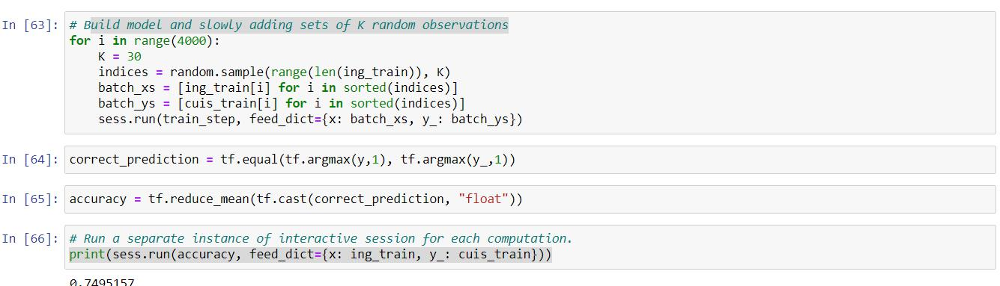 In [63]: # Build model and slowly adding sets of K random observations
for i in range(4000):
    K = 30
    indices = random.sample(range(len(ing_train)), K)
    batch_xs = [ing_train[i] for i in sorted(indices)]
    batch_ys = [cuis_train[i] for i in sorted(indices)]
    sess.run(train_step, feed_dict={x: batch_xs, y_: batch_ys})
In [64]: correct_prediction = tf.equal(tf.argmax(y,1), tf.argmax(y_,1))
In [65]: accuracy = tf.reduce_mean(tf.cast(correct_prediction, "float"))
In [66]: # Run a separate instance of interactive session for each computation.
print(sess.run(accuracy, feed_dict={x: ing_train, y_: cuis_train}))
0.7495157